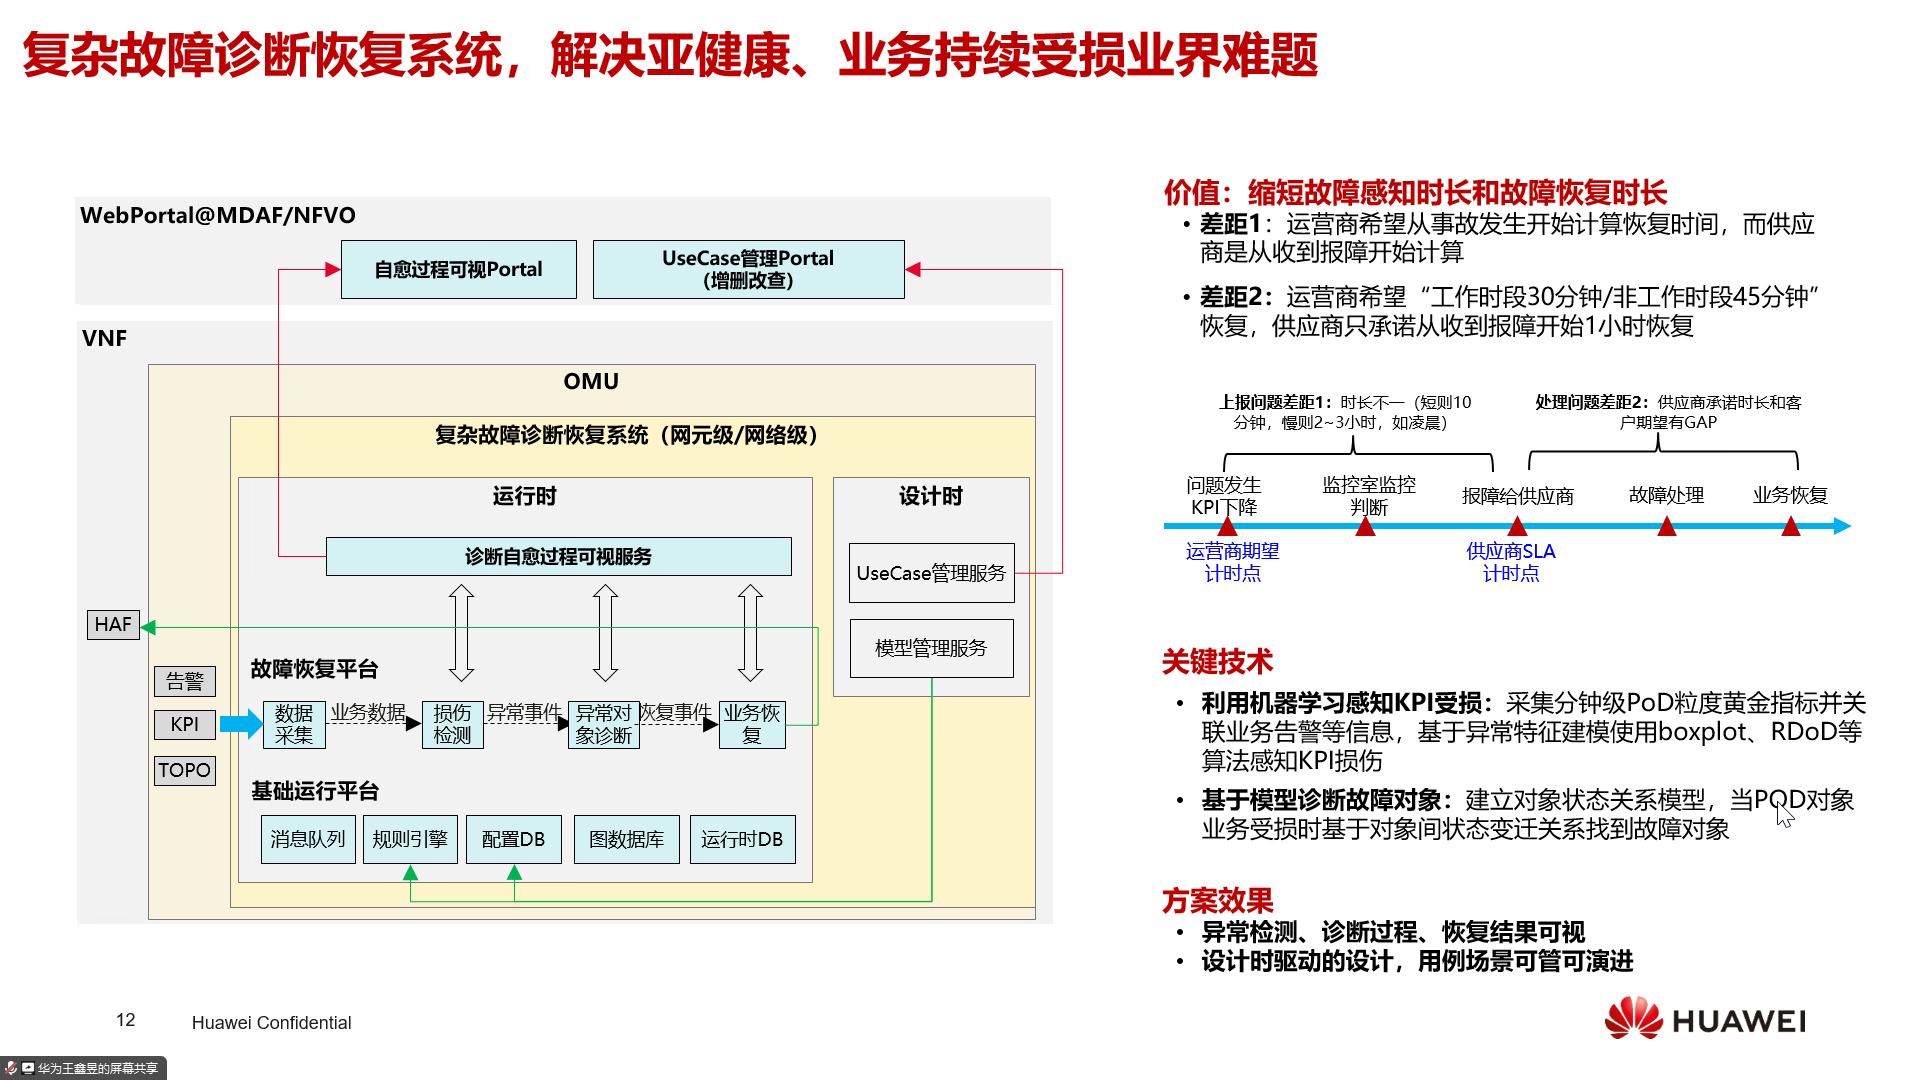 复杂故障诊断恢复系统，解决亚健康、业务持续受损业界难题
WebPortal@MDAF/NFVO
自愈过程可视Portal
UseCase管理Portal
（增删改查）
VNF
OMU
复杂故障诊断恢复系统（网元级/网络级）
运行时
设计时
诊断自愈过程可视服务
UseCase管理服务
模型管理服务
HAF
告警
KPI
TOPO
故障恢复平台
数据
采集
业务数据
损伤
检测
异常事件
异常对
象诊断
恢复事件
业务恢
复
基础运行平台
消息队列
规则引擎
配置DB
图数据库
运行时DB
价值：缩短故障感知时长和故障恢复时长
• 差距1：运营商希望从事故发生开始计算恢复时间，而供应
商是从收到报障开始计算
• 差距2：运营商希望“工作时段30分钟/非工作时段45分钟”
恢复，供应商只承诺从收到报障开始1小时恢复
上报问题差距1：时长不一（短则10
分钟，慢则2~3小时，如凌晨）
处理问题差距2：供应商承诺时长和客
户期望有GAP
问题发生
KPI下降
监控室监控
判断
报障给供应商
故障处理
业务恢复
运营商期望
计时点
供应商SLA
计时点
关键技术
• 利用机器学习感知KPI受损：采集分钟级PoD粒度黄金指标并关
联业务告警等信息，基于异常特征建模使用boxplot、RDoD等
算法感知KPI损伤
• 基于模型诊断故障对象：建立对象状态关系模型，当POD对象
业务受损时基于对象间状态变迁关系找到故障对象
方案效果
• 异常检测、诊断过程、恢复结果可视
• 设计时驱动的设计，用例场景可管可演进
12
Huawei Confidential
HUAWEI
华为王鑫昱的屏幕共享